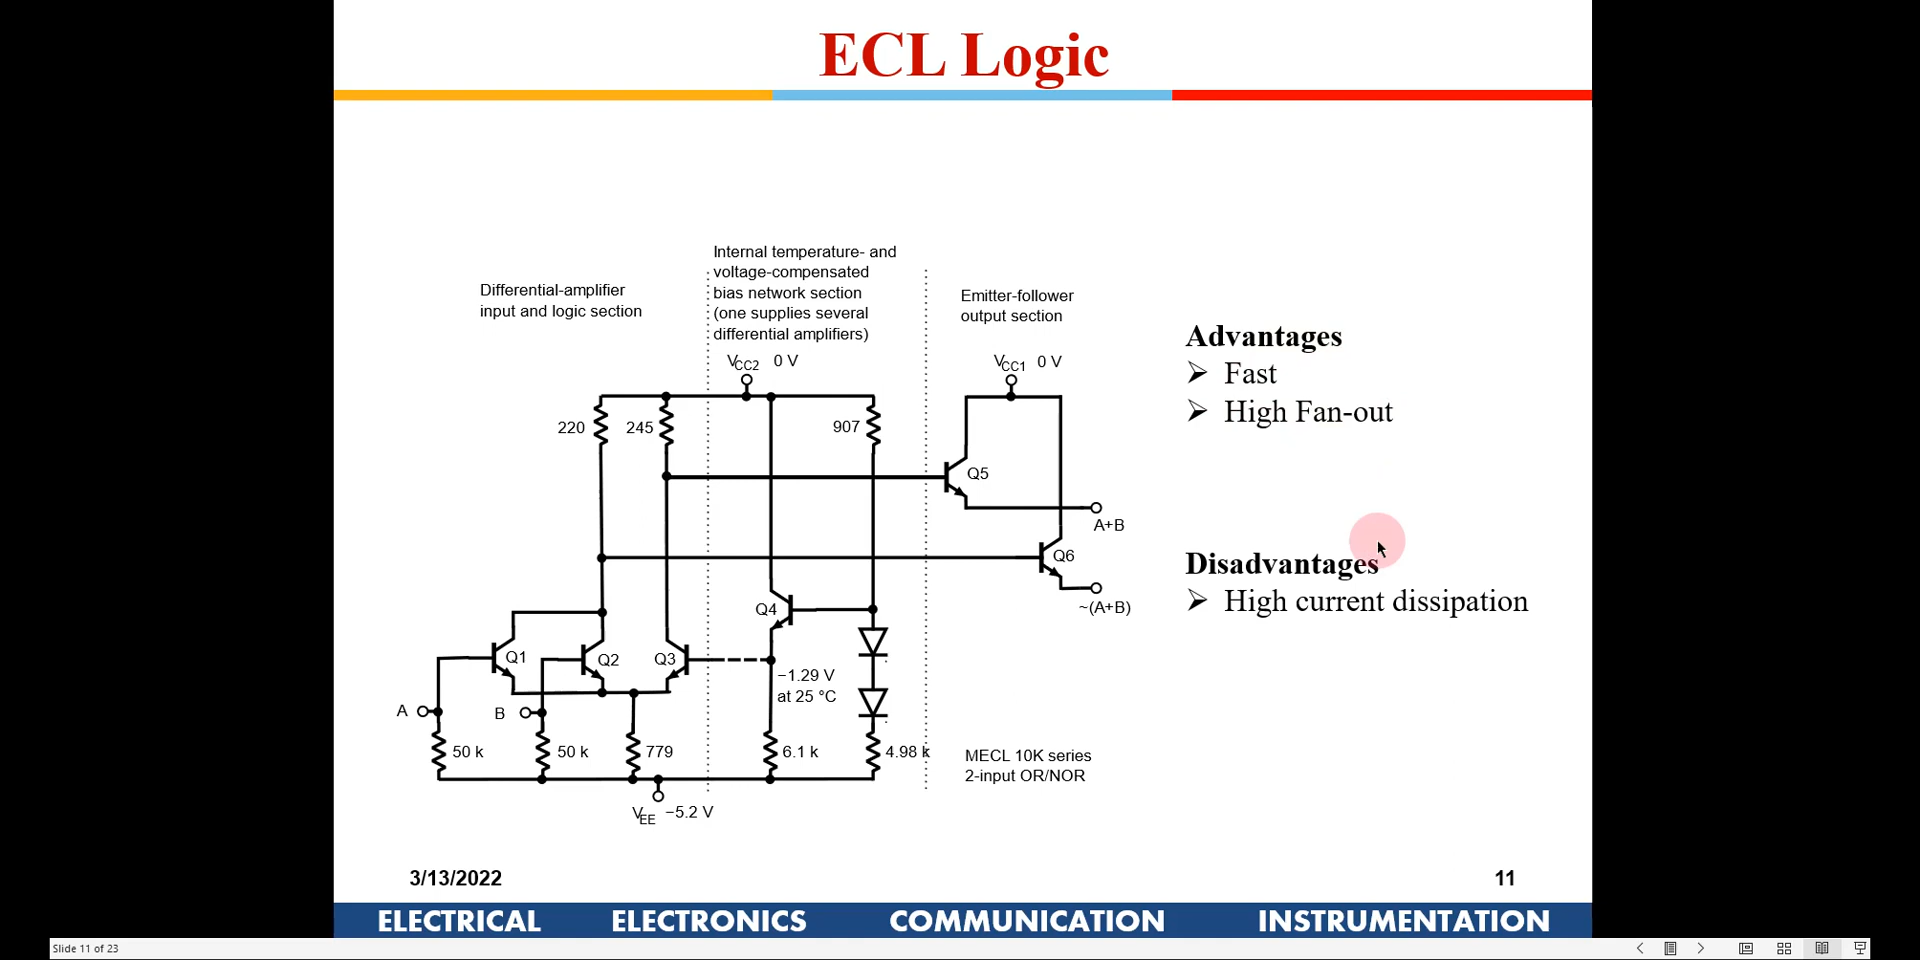 ECL Logic
Differential-amplifier
input and logic section
Internal temperature- and
voltage-compensated
bias network section
(one supplies several
differential amplifiers)
Emitter-follower
output section
VCC2 0 V
VCC1 0 V
220
245
907
Q5
A+B
Q6
~(A+B)
Q4
Q1
Q2
Q3
−1.29 V
at 25 °C
A
B
50 k
50 k
779
6.1 k
4.98 k
VEE −5.2 V
MECL 10K series
2-input OR/NOR
Advantages
➢ Fast
➢ High Fan-out
Disadvantages
➢ High current dissipation
3/13/2022
11
ELECTRICAL ELECTRONICS COMMUNICATION INSTRUMENTATION
Slide 11 of 23